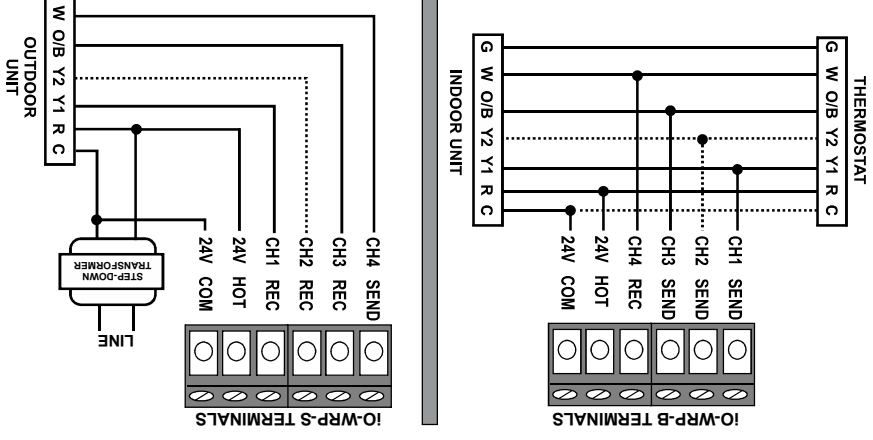 W
O/B
Y2
Y1
R
C
OUTDOOR
UNIT
24V COM
24V HOT
CH1 REC
CH2 REC
CH3 REC
CH4 SEND
STEP-DOWN
TRANSFORMER
LINE
iO-WRP-S TERMINALS
G
W
O/B
Y2
Y1
R
C
INDOOR UNIT
G
W
O/B
Y2
Y1
R
C
THERMOSTAT
24V COM
24V HOT
CH4 REC
CH3 SEND
CH2 SEND
CH1 SEND
iO-WRP-B TERMINALS